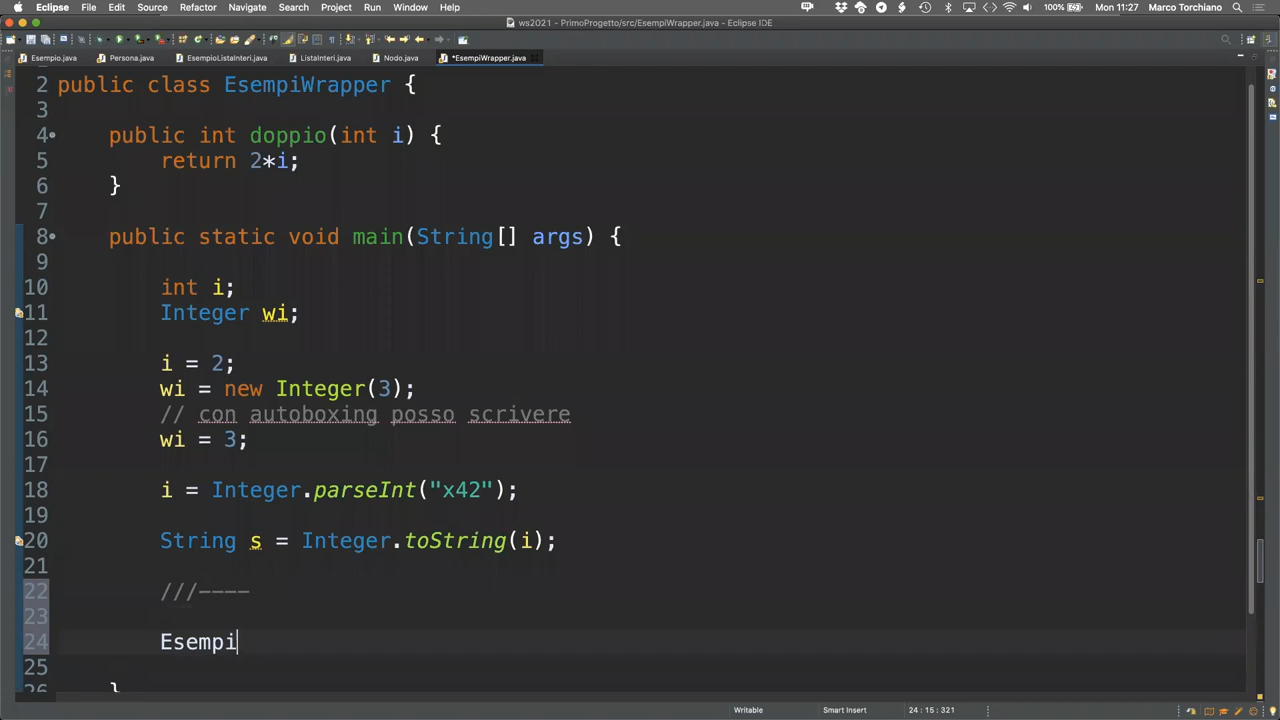 Eclipse File Edit Source Refactor Navigate Search Project Run Window Help 100% Mon 11:27 Marco Torchiano
ws2021 - PrimoProgetto/src/EsempiWrapper.java - Eclipse IDE
Esempio.java Persona.java EsempioListaInteri.java ListaInteri.java Nodo.java *EsempiWrapper.java
2 public class EsempiWrapper {
3
4 public int doppio(int i) {
5 return 2*i;
6 }
7
8 public static void main(String[] args) {
9
10 int i;
11 Integer wi;
12
13 i = 2;
14 wi = new Integer(3);
15 // con autoboxing posso scrivere
16 wi = 3;
17
18 i = Integer.parseInt("x42");
19
20 String s = Integer.toString(i);
21
22 ///----
23
24 Esempi
25
26 }
Writable Smart Insert 24 : 15 : 321